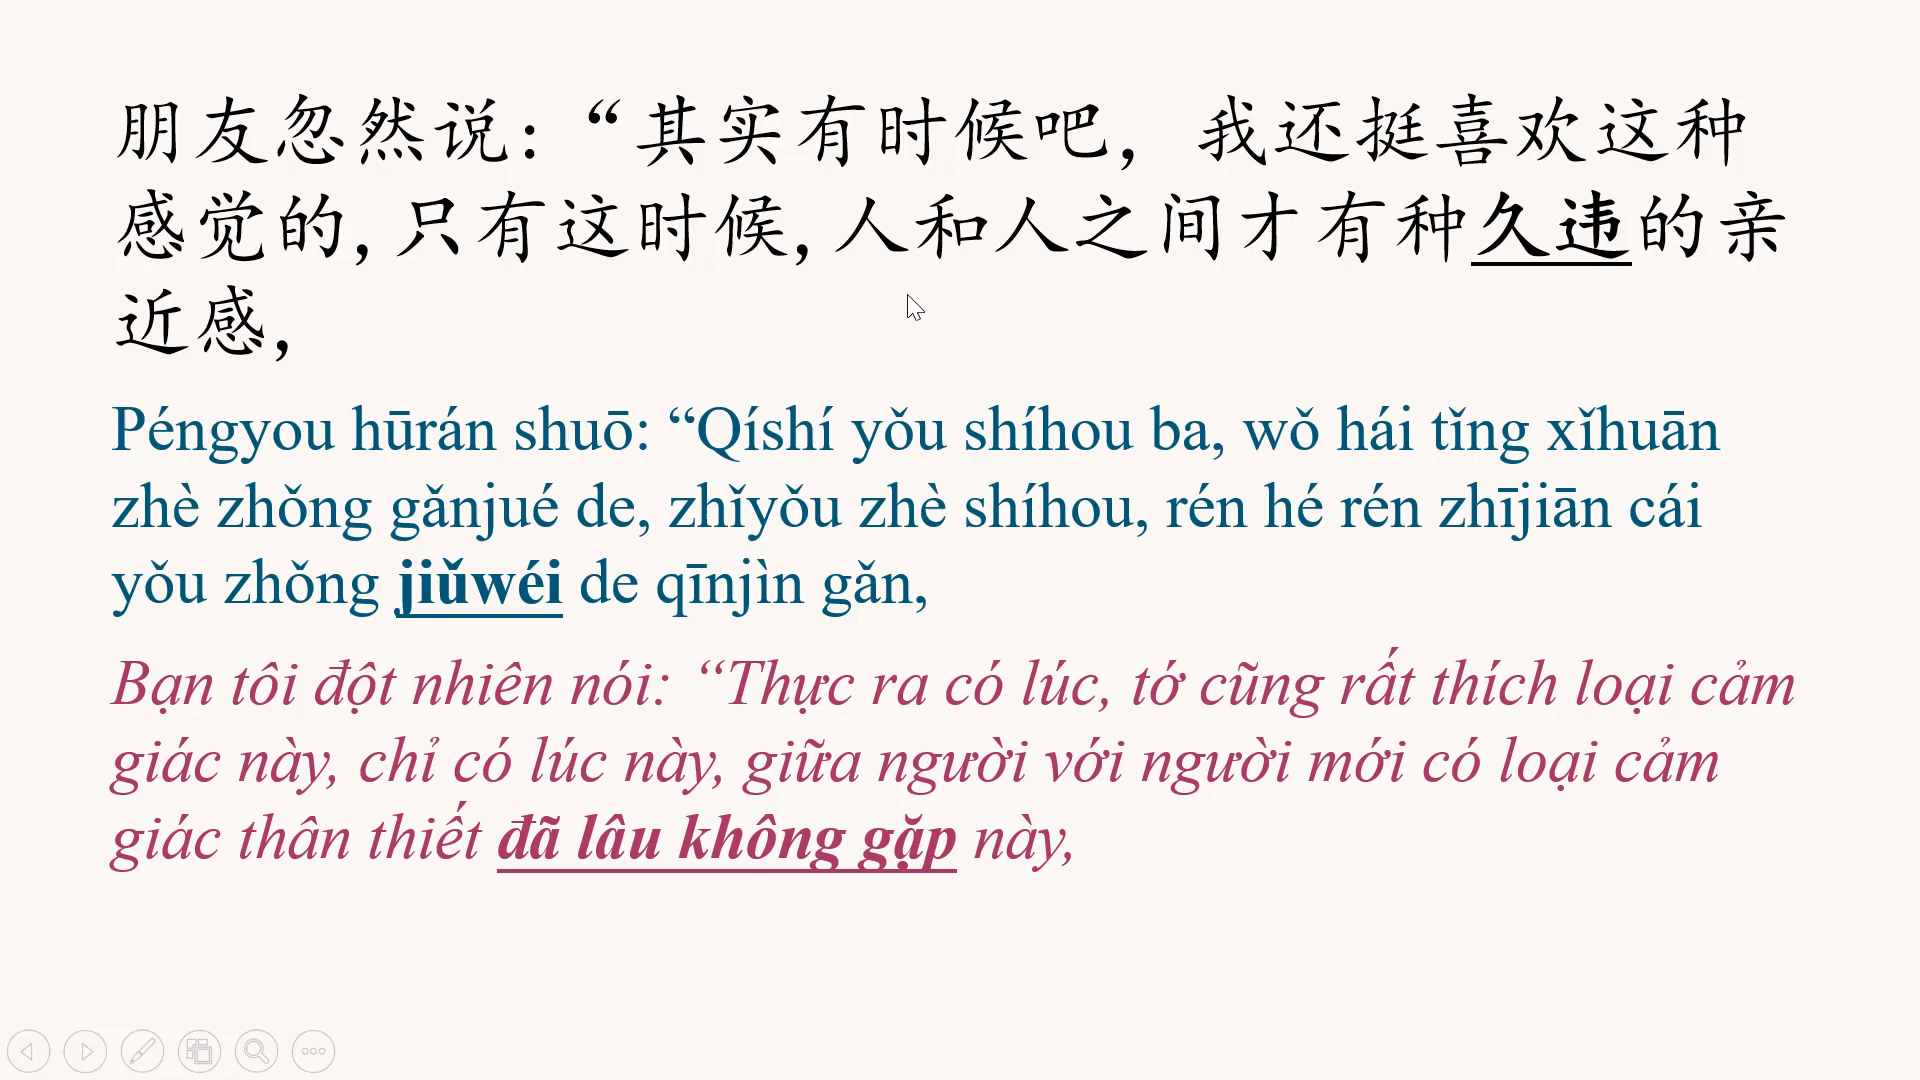 朋友忽然说：“其实有时候吧，我还挺喜欢这种
感觉的,只有这时候,人和人之间才有种久违的亲
近感,
Péngyou hūrán shuō: “Qíshí yǒu shíhou ba, wǒ hái tǐng xǐhuān
zhè zhǒng gǎnjué de, zhǐyǒu zhè shíhou, rén hé rén zhījiān cái
yǒu zhǒng jiǔwéi de qīnjìn gǎn,
Bạn tôi đột nhiên nói: “Thực ra có lúc, tớ cũng rất thích loại cảm
giác này, chỉ có lúc này, giữa người với người mới có loại cảm
giác thân thiết đã lâu không gặp này,